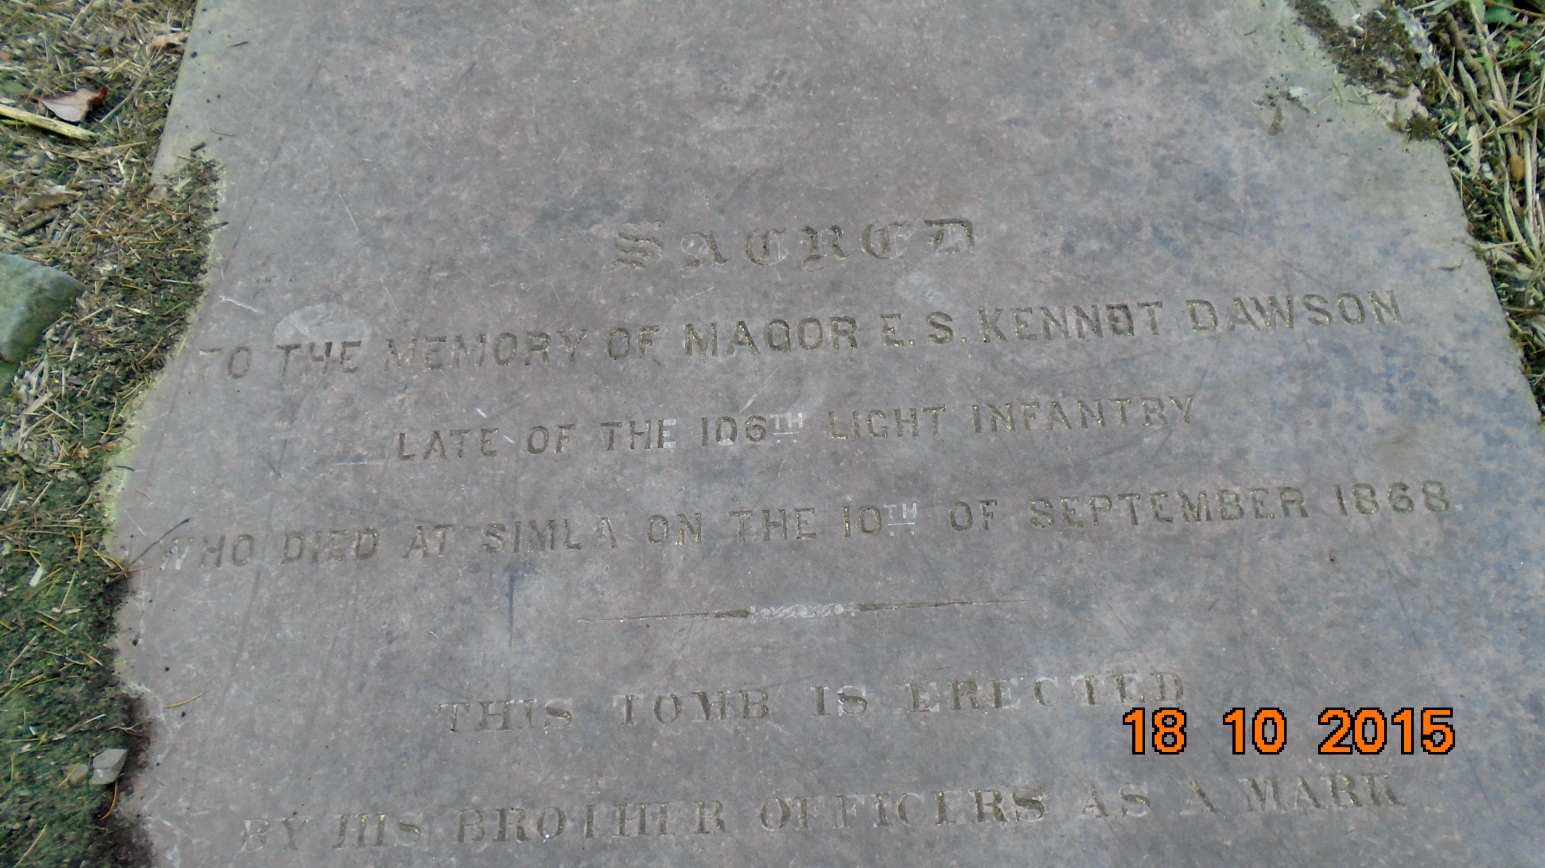 SACRED
TO THE MEMORY OF MAQOR E. S. KENNOT DAWSON
LATE OF THE 106TH LIGHT INFANTRY
WHO DIED AT SIMLA ON THE 10TH OF SEPTEMBER 1868.
THIS TOMB IS ERECTED
18 10 2015
BY HIS BROTHER OFFICERS AS A MARK